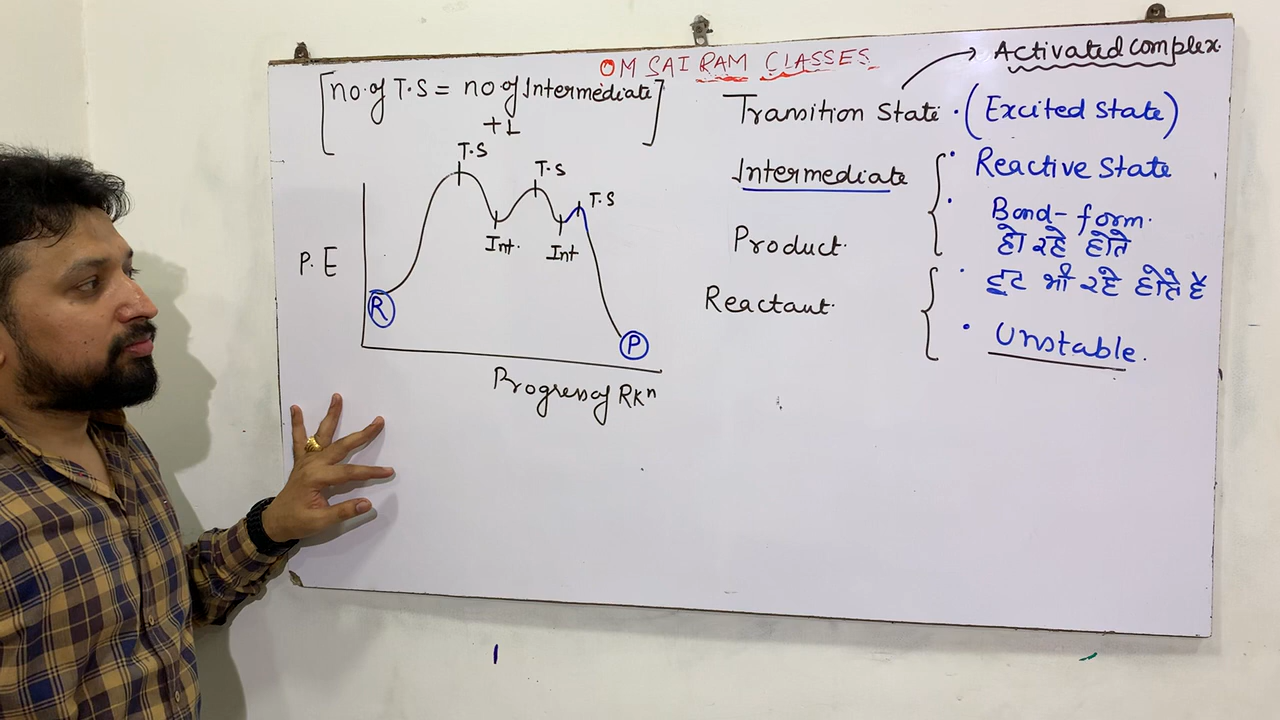 OM SAI RAM CLASSES
[no. of T.S = no of Intermediate
+1]
T.S
T.S
T.S
Int.
Int
P. E
R
P
Progress of Rxn
Activated complex.
Transition State · (Excited State)
Intermediate
Product.
Reactant.
· Reactive State
· Bond-form.
हो रहे होते
· टूट भी रहे होते हैं
· Unstable.